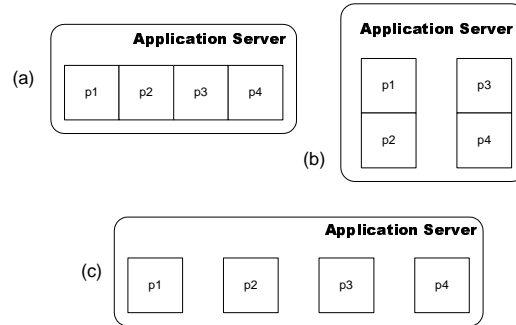 Application Server
(a)
p1 p2 p3 p4
Application Server
p1 p3
p2 p4
(b)
Application Server
(c)
p1 p2 p3 p4